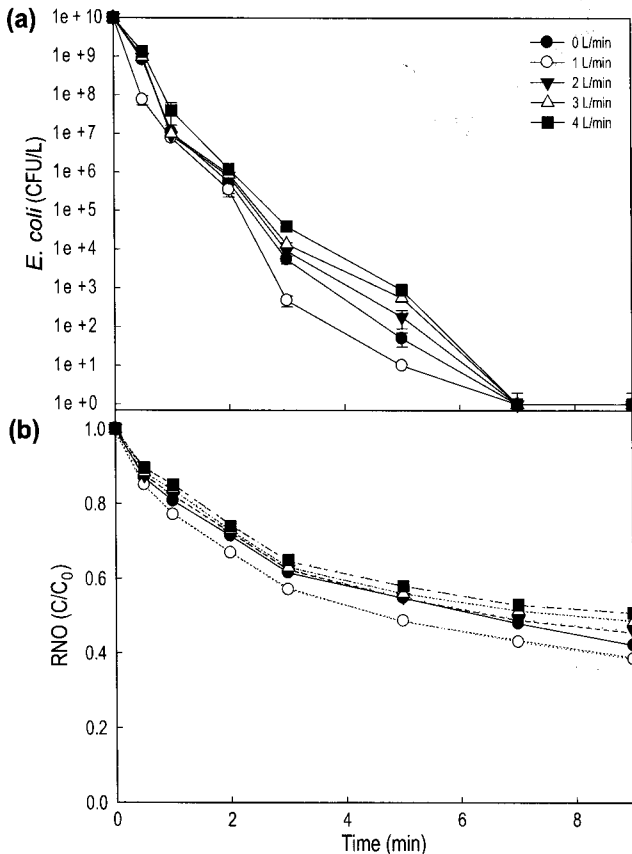 (a)
1e + 10
1e + 9
1e + 8
1e + 7
1e + 6
1e + 5
1e + 4
1e + 3
1e + 2
1e + 1
1e + 0
E. coli (CFU/L)
0 L/min
1 L/min
2 L/min
3 L/min
4 L/min
(b)
1.0
0.8
0.6
0.4
0.2
0.0
RNO (C/C₀)
0 2 4 6 8
Time (min)